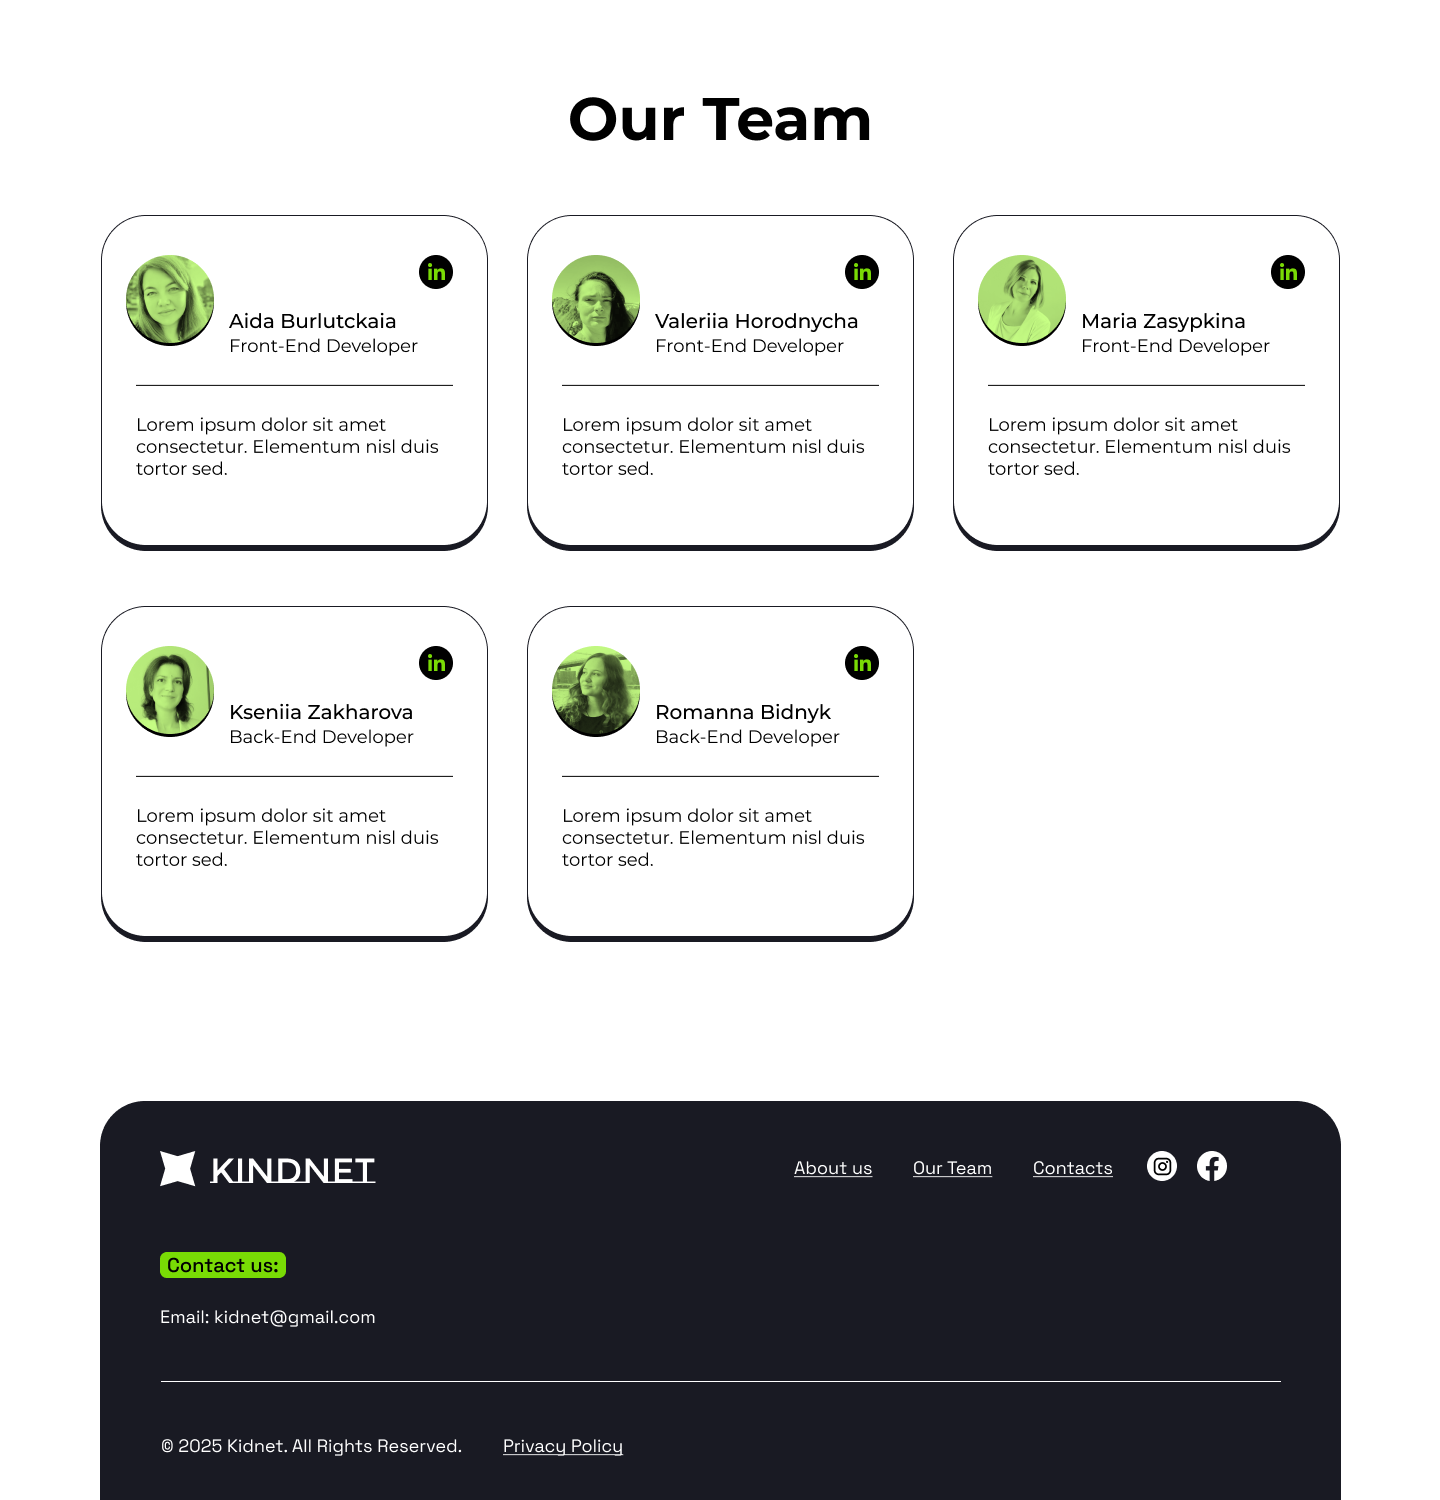 Our Team
in
Aida Burlutckaia
Front-End Developer
Lorem ipsum dolor sit amet
consectetur. Elementum nisl duis
tortor sed.
in
Valeriia Horodnycha
Front-End Developer
Lorem ipsum dolor sit amet
consectetur. Elementum nisl duis
tortor sed.
in
Maria Zasypkina
Front-End Developer
Lorem ipsum dolor sit amet
consectetur. Elementum nisl duis
tortor sed.
in
Kseniia Zakharova
Back-End Developer
Lorem ipsum dolor sit amet
consectetur. Elementum nisl duis
tortor sed.
in
Romanna Bidnyk
Back-End Developer
Lorem ipsum dolor sit amet
consectetur. Elementum nisl duis
tortor sed.
KINDNET
About us
Our Team
Contacts
Contact us:
Email: kidnet@gmail.com
© 2025 Kidnet. All Rights Reserved.
Privacy Policy